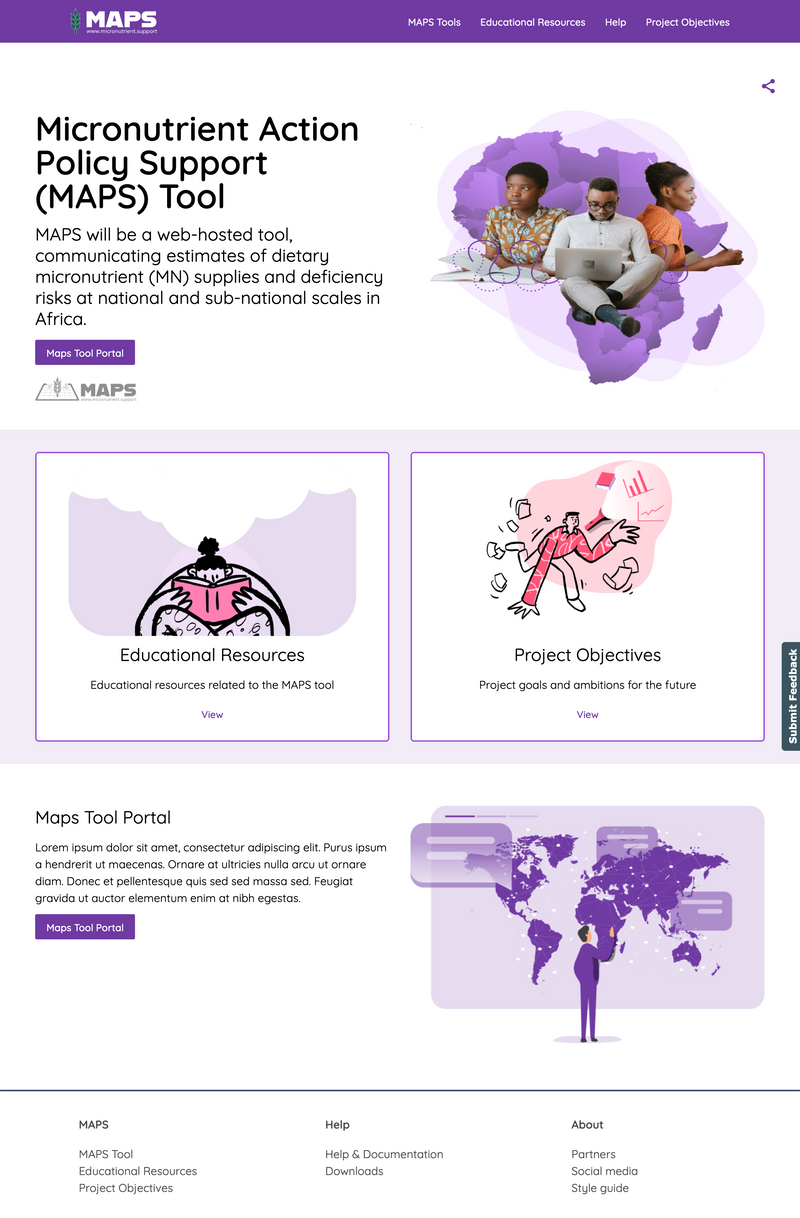 MAPS
www.micronutrient.support
MAPS Tools
Educational Resources
Help
Project Objectives
Micronutrient Action
Policy Support
(MAPS) Tool
MAPS will be a web-hosted tool,
communicating estimates of dietary
micronutrient (MN) supplies and deficiency
risks at national and sub-national scales in
Africa.
Maps Tool Portal
MAPS
www.micronutrient.support
Educational Resources
Educational resources related to the MAPS tool
View
Project Objectives
Project goals and ambitions for the future
View
Submit Feedback
Maps Tool Portal
Lorem ipsum dolor sit amet, consectetur adipiscing elit. Purus ipsum
a hendrerit ut maecenas. Ornare at ultricies nulla arcu ut ornare
diam. Donec et pellentesque quis sed sed massa sed. Feugiat
gravida ut auctor elementum enim at nibh egestas.
Maps Tool Portal
MAPS
MAPS Tool
Educational Resources
Project Objectives
Help
Help & Documentation
Downloads
About
Partners
Social media
Style guide